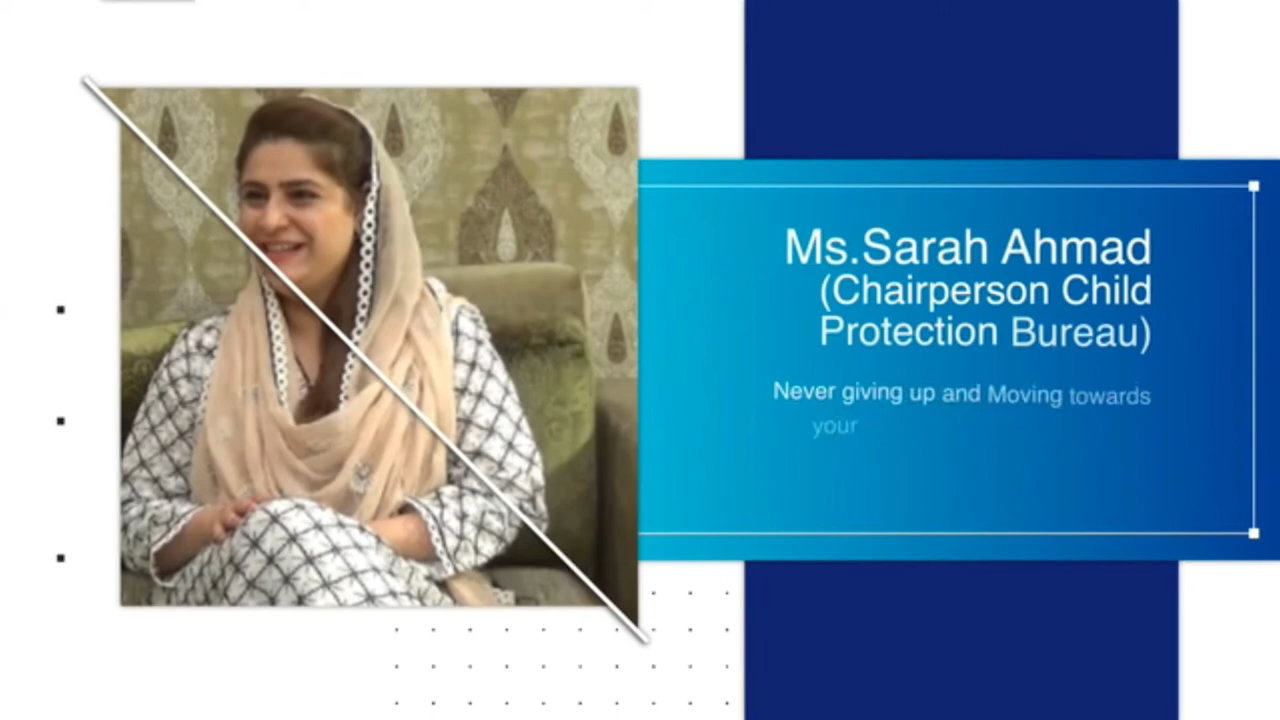 Ms.Sarah Ahmad
(Chairperson Child
Protection Bureau)
Never giving up and Moving towards
your